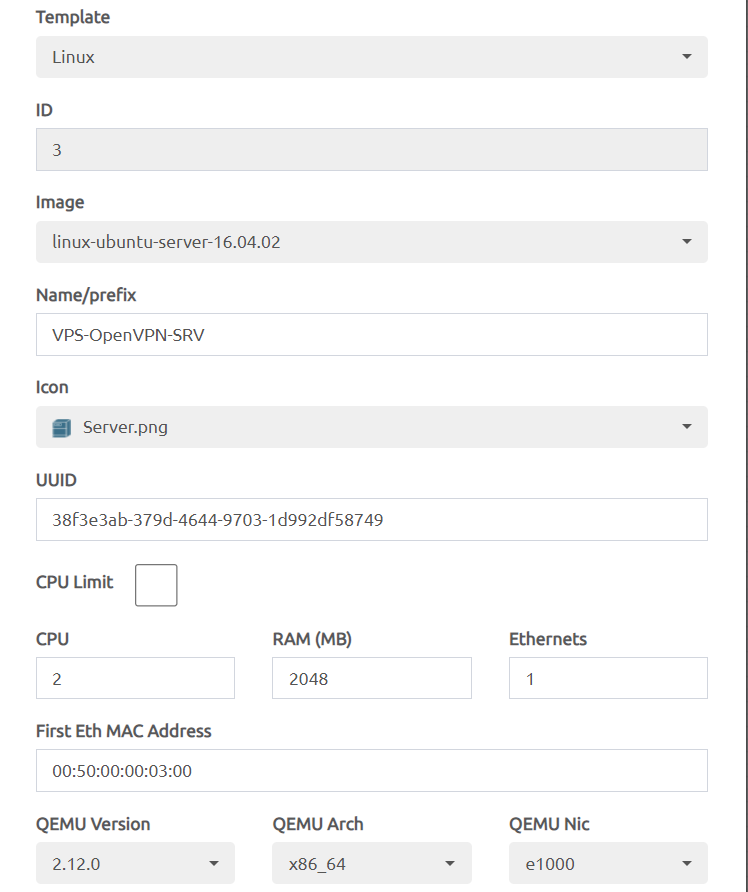 Template
Linux
ID
3
Image
linux-ubuntu-server-16.04.02
Name/prefix
VPS-OpenVPN-SRV
Icon
Server.png
UUID
38f3e3ab-379d-4644-9703-1d992df58749
CPU Limit
CPU RAM (MB) Ethernets
2 2048 1
First Eth MAC Address
00:50:00:00:03:00
QEMU Version QEMU Arch QEMU Nic
2.12.0 x86_64 e1000